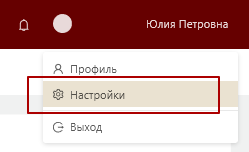 Юлия Петровна
Профиль
Настройки
Выход